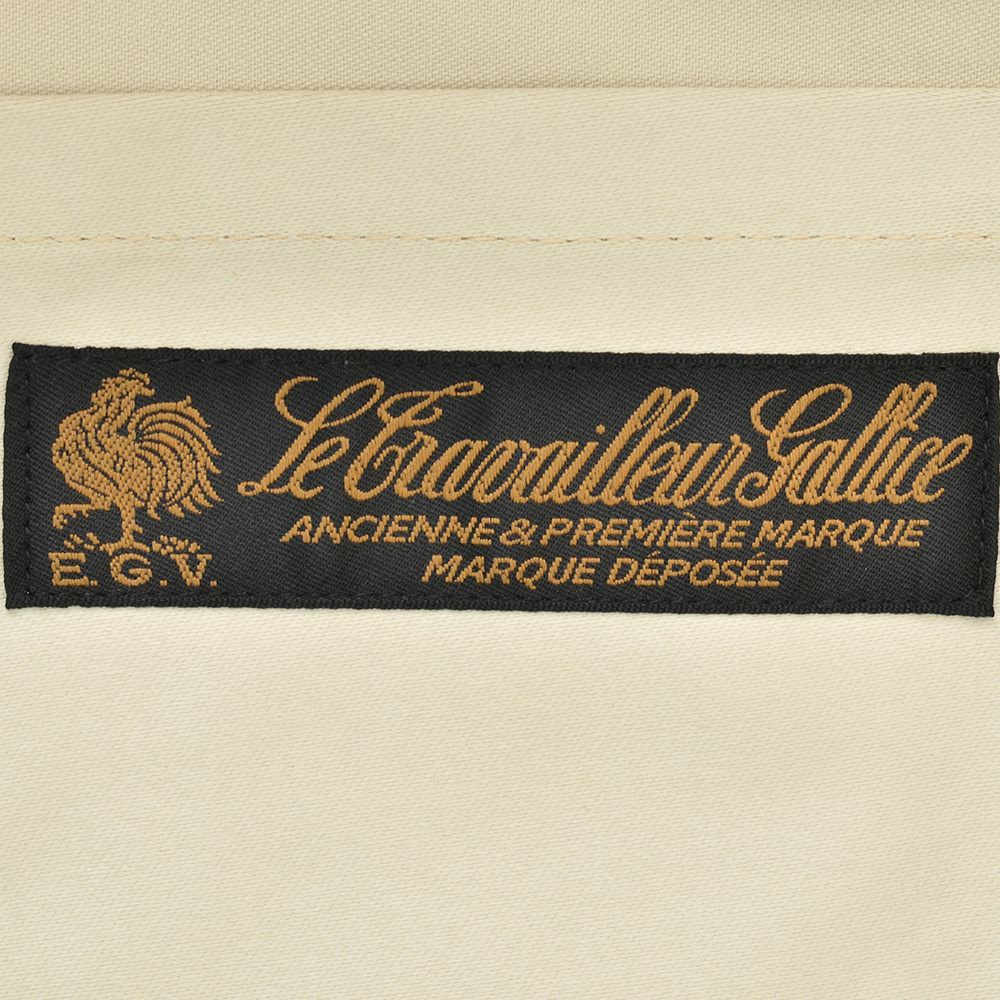 Le Travailleur Gallice
ANCIENNE & PREMIÈRE MARQUE
MARQUE DÉPOSÉE
E.G.V.